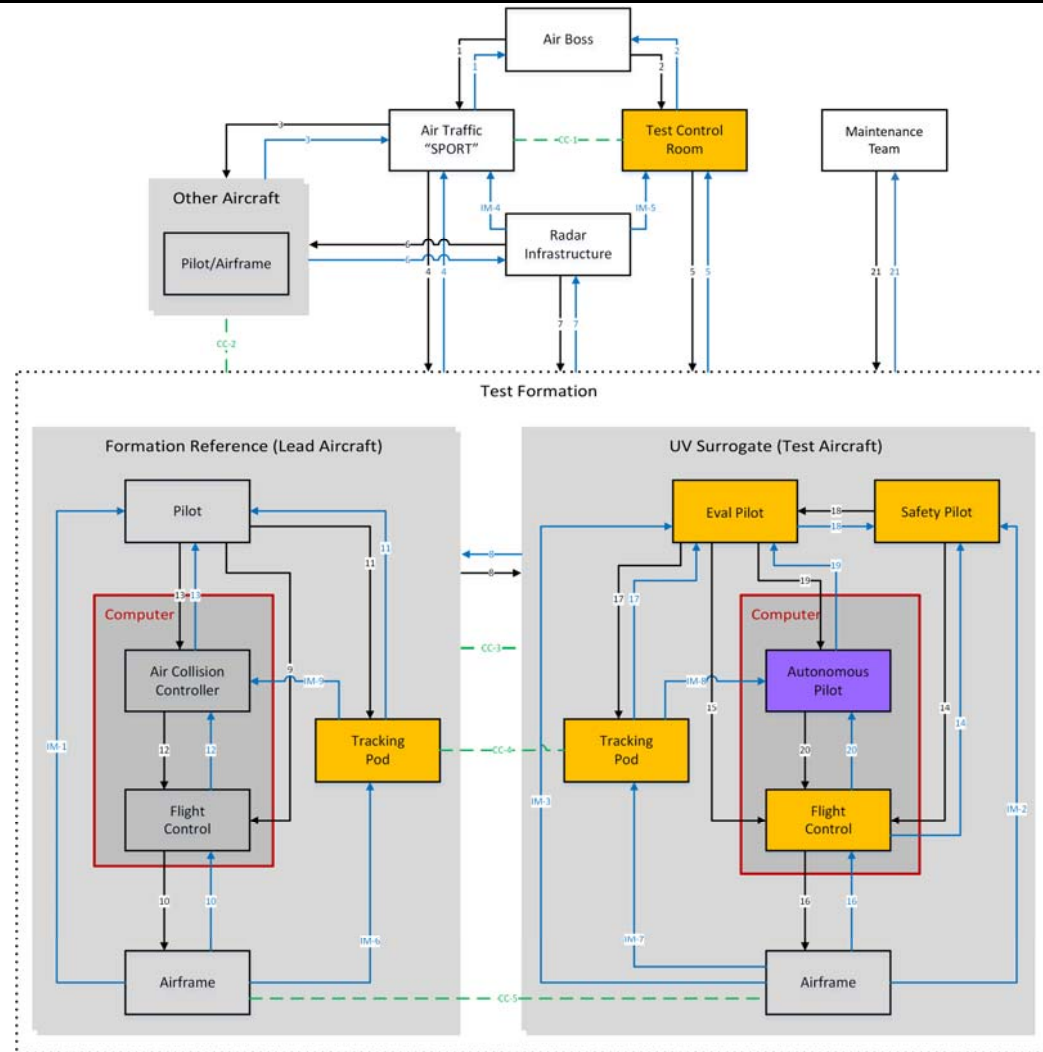 Air Boss
1
1
2
2
Air Traffic
“SPORT”
CC-1
Test Control
Room
Maintenance
Team
3
3
Other Aircraft
Pilot/Airframe
IM-4
IM-5
Radar
Infrastructure
6
6
4
4
5
5
21
21
7
7
CC-2
Test Formation
Formation Reference (Lead Aircraft)
UV Surrogate (Test Aircraft)
Pilot
Eval Pilot
Safety Pilot
18
18
11
11
8
8
19
19
13
13
17
17
Computer
Computer
CC-3
Air Collision
Controller
9
IM-9
IM-8
Autonomous
Pilot
15
14
14
IM-1
12
12
Tracking
Pod
CC-4
Tracking
Pod
20
20
IM-3
IM-2
Flight
Control
Flight
Control
10
10
16
16
IM-6
IM-7
Airframe
Airframe
CC-5